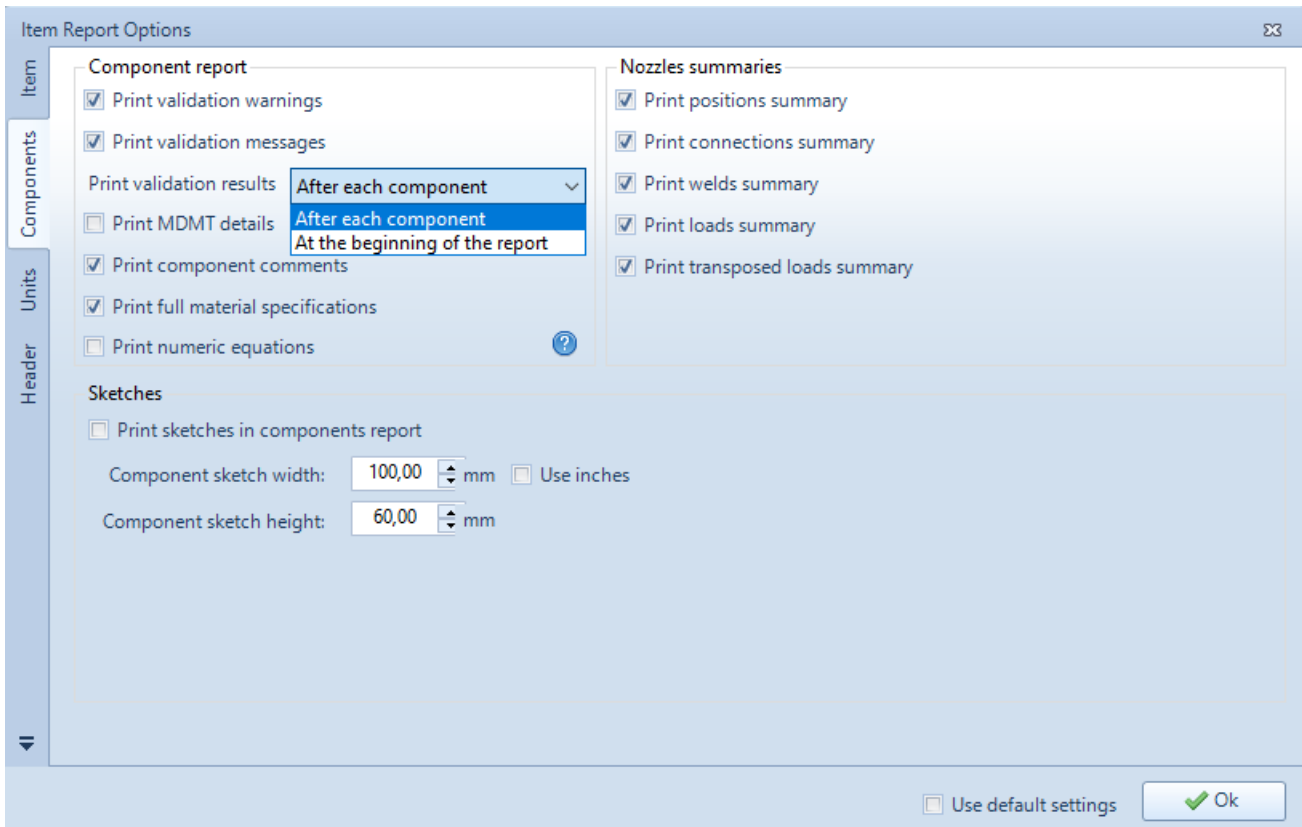 Item Report Options
Item
Components
Units
Header
Component report
Print validation warnings
Print validation messages
Print validation results
After each component
After each component
At the beginning of the report
Print MDMT details
Print component comments
Print full material specifications
Print numeric equations
?
Nozzles summaries
Print positions summary
Print connections summary
Print welds summary
Print loads summary
Print transposed loads summary
Sketches
Print sketches in components report
Component sketch width: 100,00 mm Use inches
Component sketch height: 60,00 mm
Use default settings
Ok